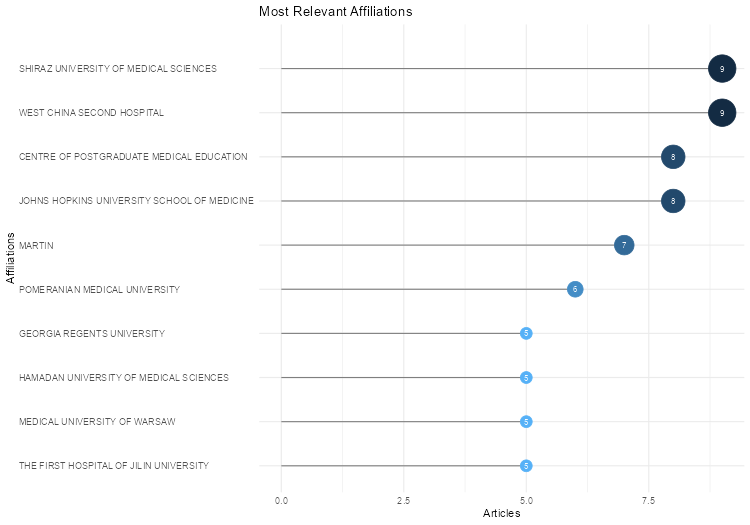 Most Relevant Affiliations
Affiliations
SHIRAZ UNIVERSITY OF MEDICAL SCIENCES 9
WEST CHINA SECOND HOSPITAL 9
CENTRE OF POSTGRADUATE MEDICAL EDUCATION 8
JOHNS HOPKINS UNIVERSITY SCHOOL OF MEDICINE 8
MARTIN 7
POMERANIAN MEDICAL UNIVERSITY 6
GEORGIA REGENTS UNIVERSITY 5
HAMADAN UNIVERSITY OF MEDICAL SCIENCES 5
MEDICAL UNIVERSITY OF WARSAW 5
THE FIRST HOSPITAL OF JILIN UNIVERSITY 5
0.0 2.5 5.0 7.5
Articles